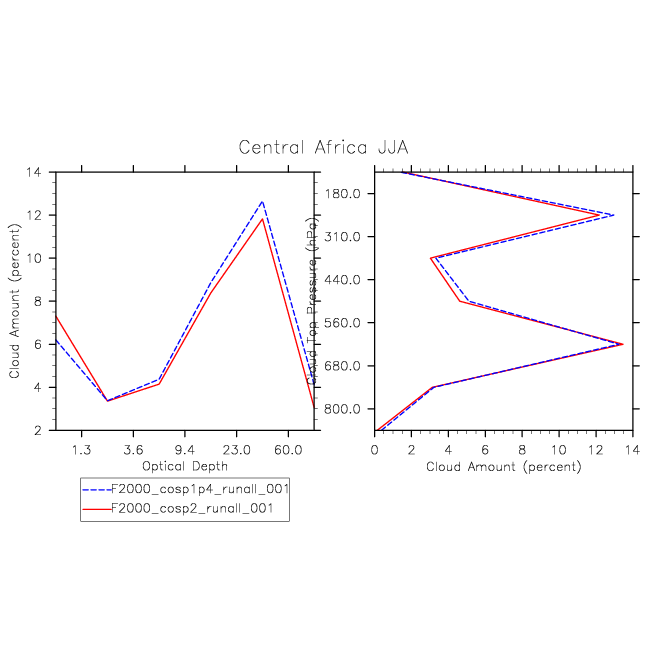 Central Africa JJA
Cloud Amount (percent)
14
12
10
8
6
4
2
1.3 3.6 9.4 23.0 60.0
Optical Depth
Cloud Top Pressure (hPa)
180.0
310.0
440.0
560.0
680.0
800.0
0 2 4 6 8 10 12 14
Cloud Amount (percent)
F2000_cosp1p4_runall_001
F2000_cosp2_runall_001